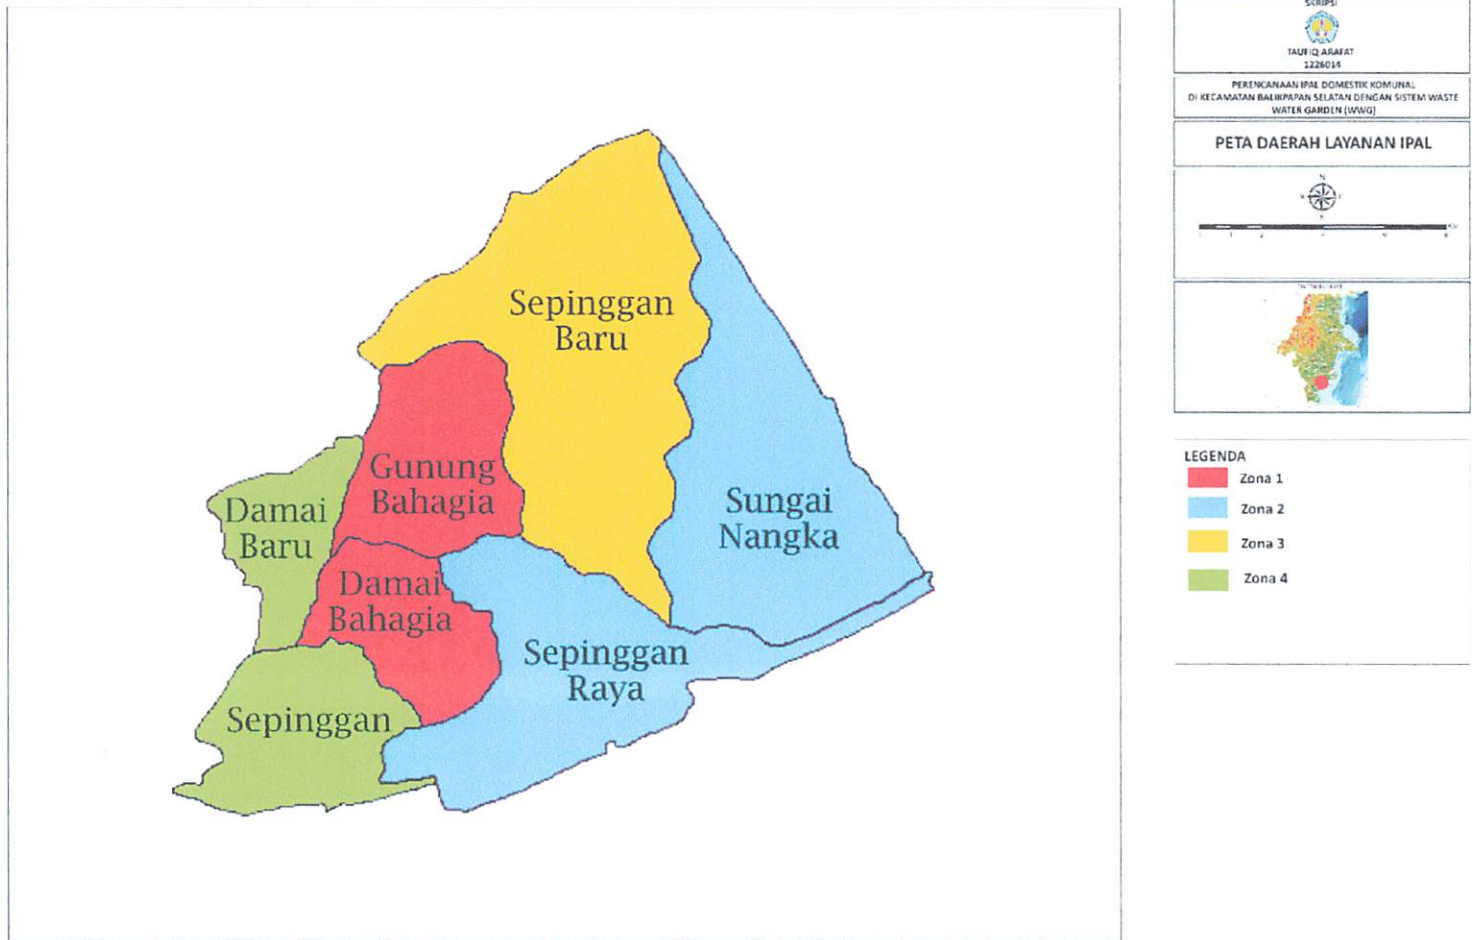 SKRIPSI
TAUFIQ ARAFAT
1226014
PERENCANAAN IPAL DOMESTIK KOMUNAL
DI KECAMATAN BALIKPAPAN SELATAN DENGAN SISTEM WASTE
WATER GARDEN (WWG)
PETA DAERAH LAYANAN IPAL
N
S
LEGENDA
Zona 1
Zona 2
Zona 3
Zona 4
Sepinggan
Baru
Gunung
Bahagia
Damai
Baru
Sungai
Nangka
Damai
Bahagia
Sepinggan
Raya
Sepinggan